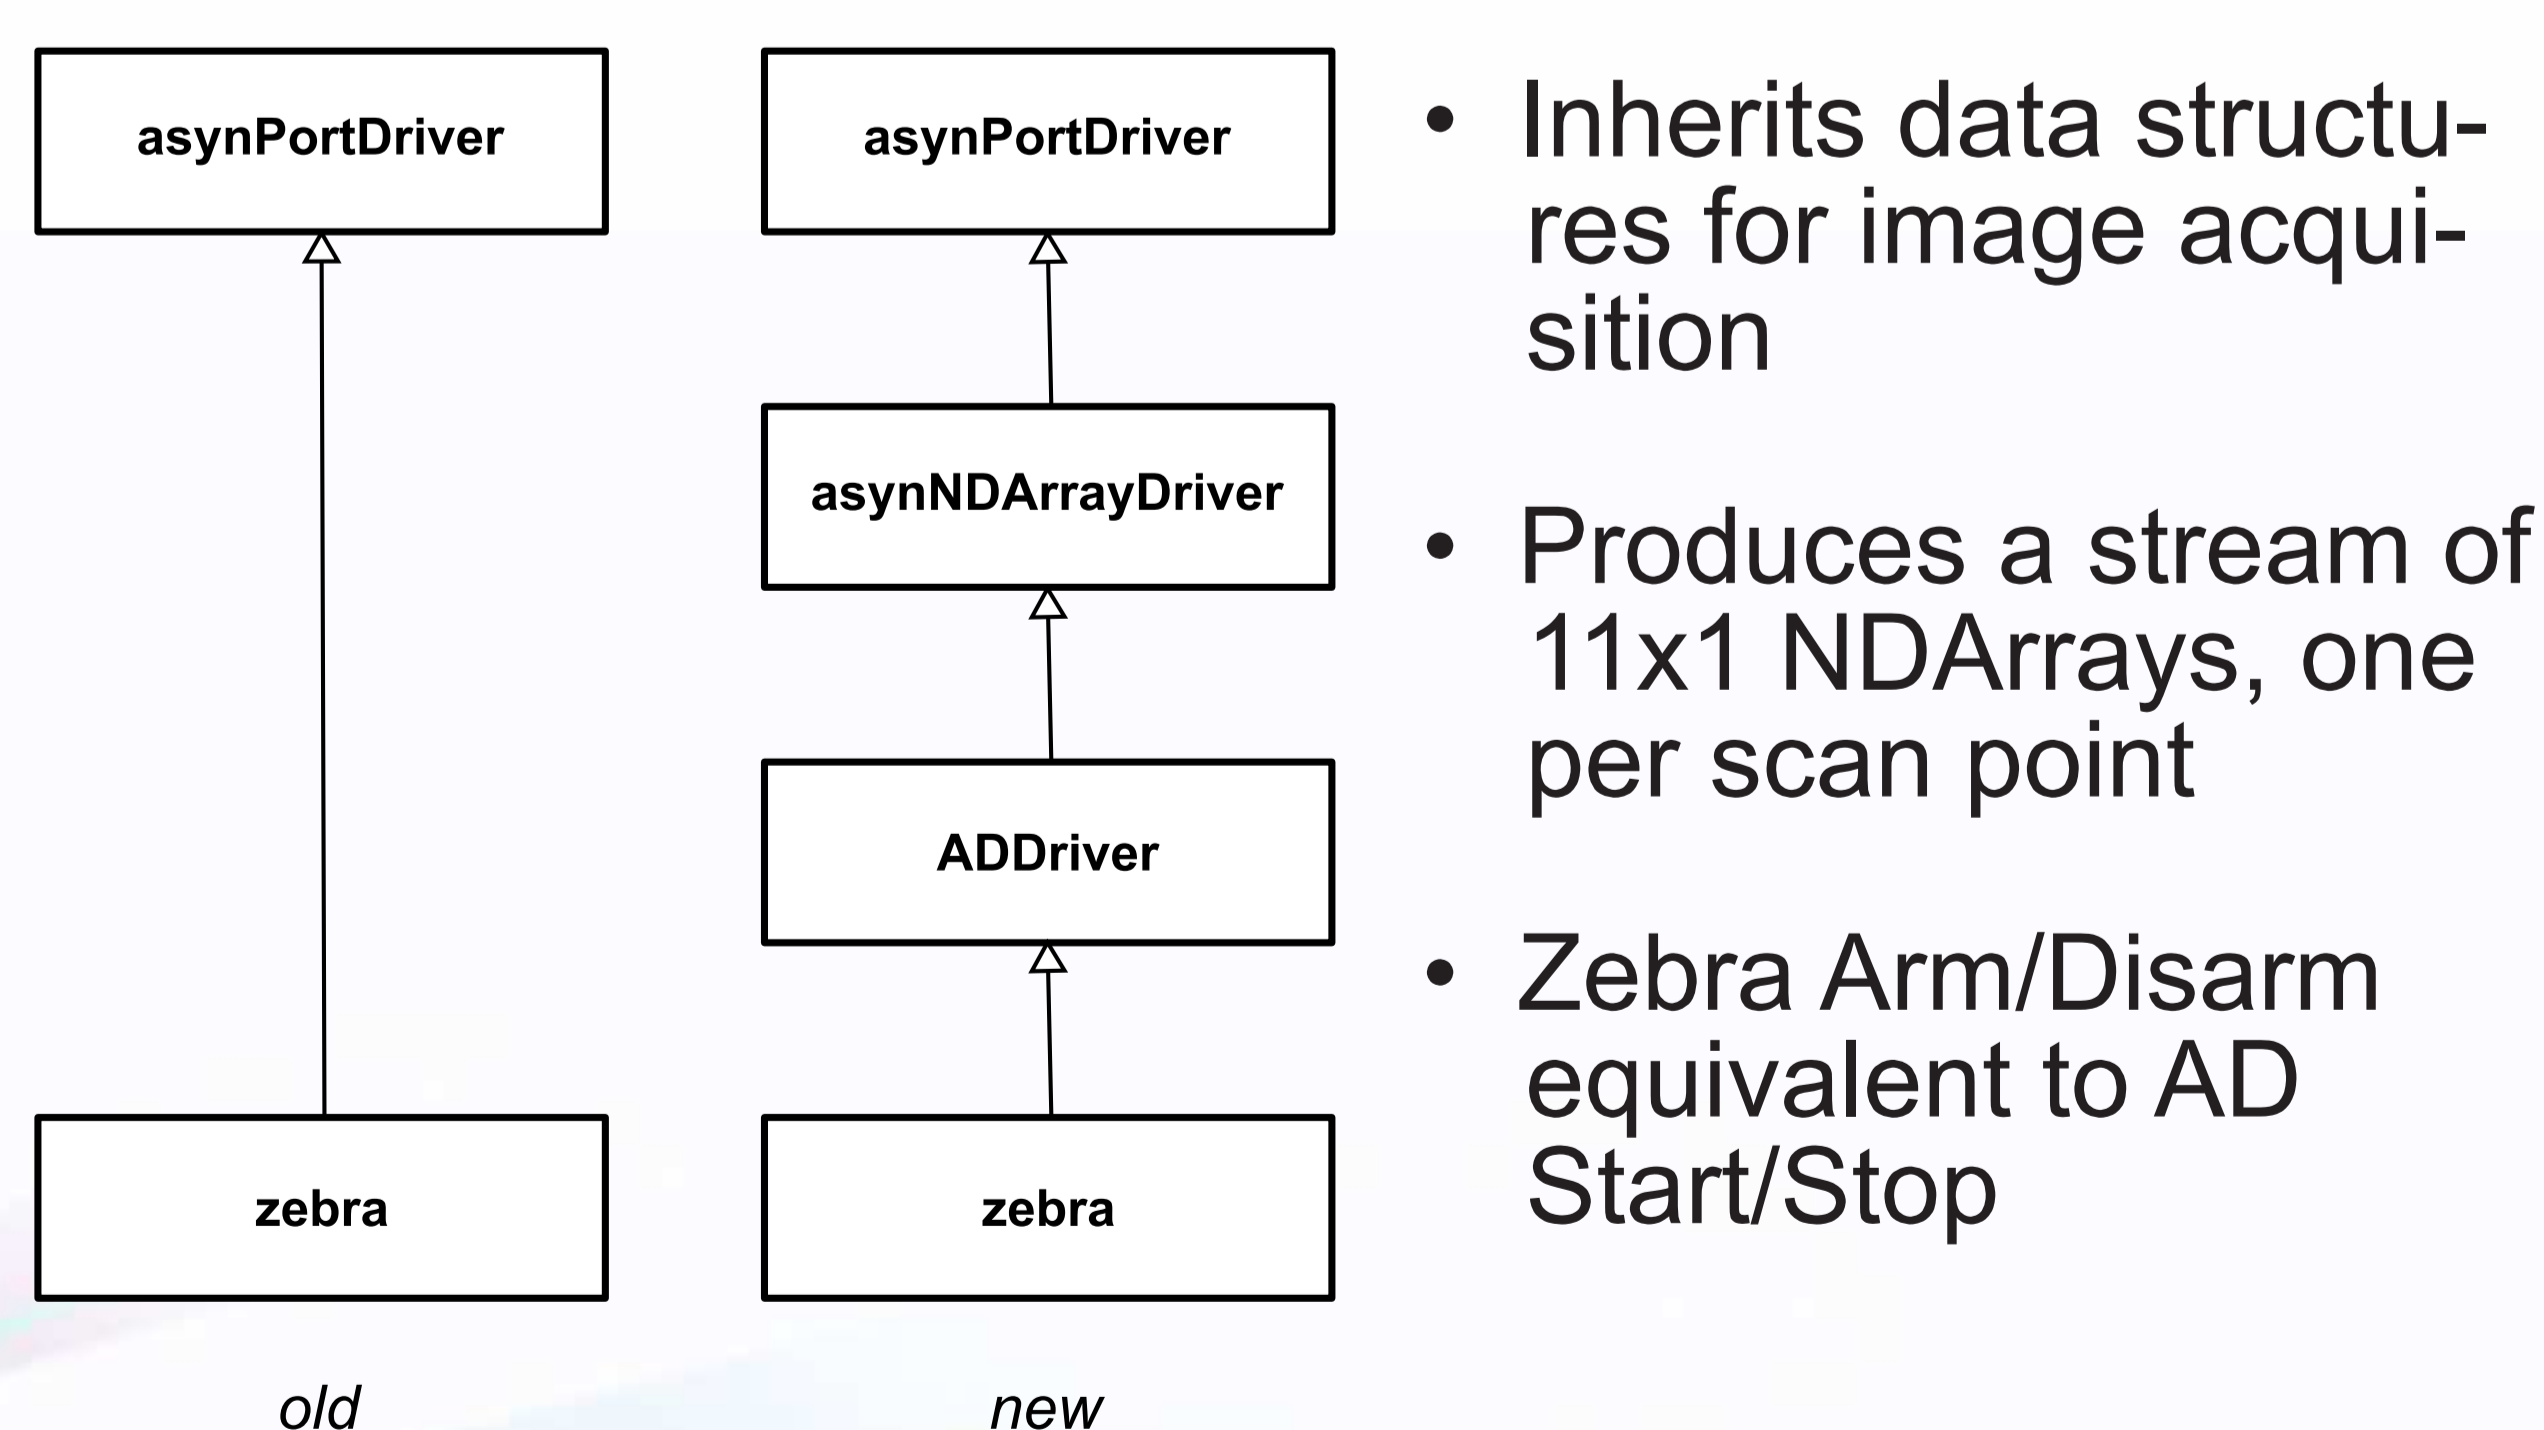 asynPortDriver
zebra
old
asynPortDriver
asynNDArrayDriver
ADDriver
zebra
new
• Inherits data structu-
res for image acqui-
sition
• Produces a stream of
11x1 NDArrays, one
per scan point
• Zebra Arm/Disarm
equivalent to AD
Start/Stop